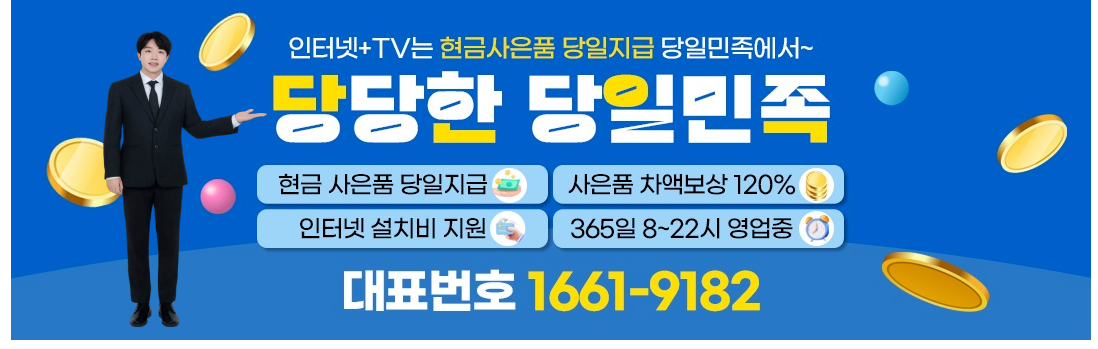 인터넷+TV는 현금사은품 당일지급 당일민족에서~
당당한 당일민족
현금 사은품 당일지급
사은품 차액보상 120%
인터넷 설치비 지원
365일 8~22시 영업중
대표번호 1661-9182